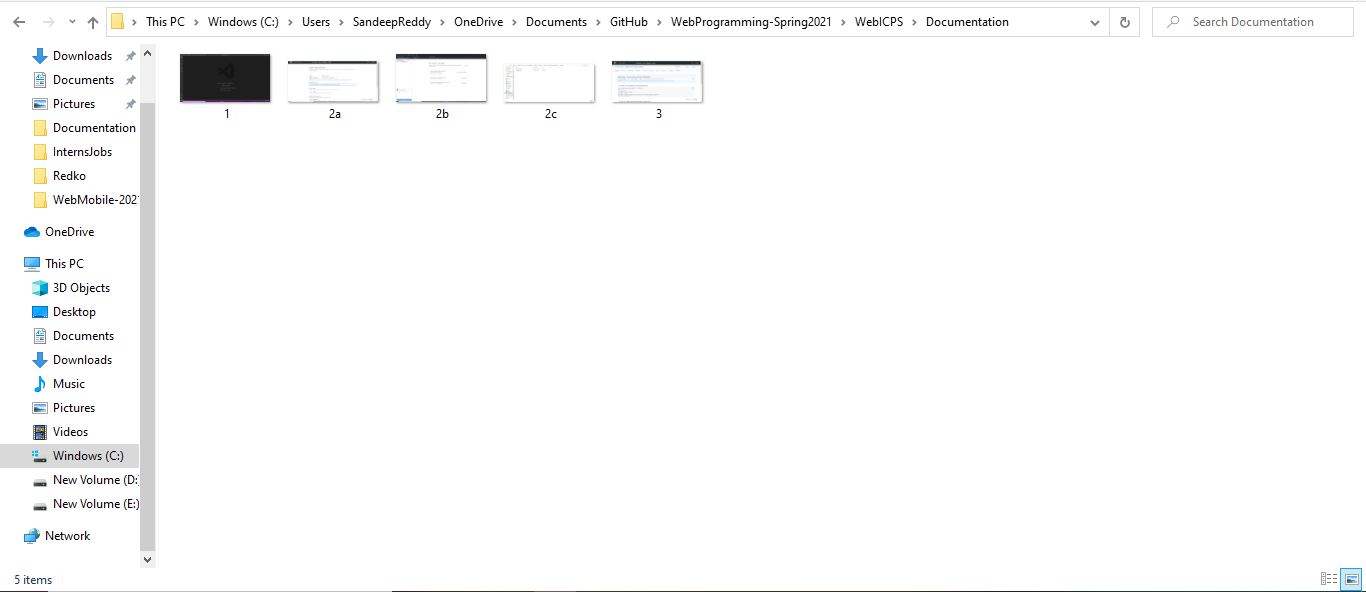 This PC > Windows (C:) > Users > SandeepReddy > OneDrive > Documents > GitHub > WebProgramming-Spring2021 > WebICPS > Documentation
Search Documentation
Downloads
Documents
Pictures
Documentation
InternsJobs
Redko
WebMobile-202
OneDrive
This PC
3D Objects
Desktop
Documents
Downloads
Music
Pictures
Videos
Windows (C:)
New Volume (D:
New Volume (E:)
Network
1
2a
2b
2c
3
5 items